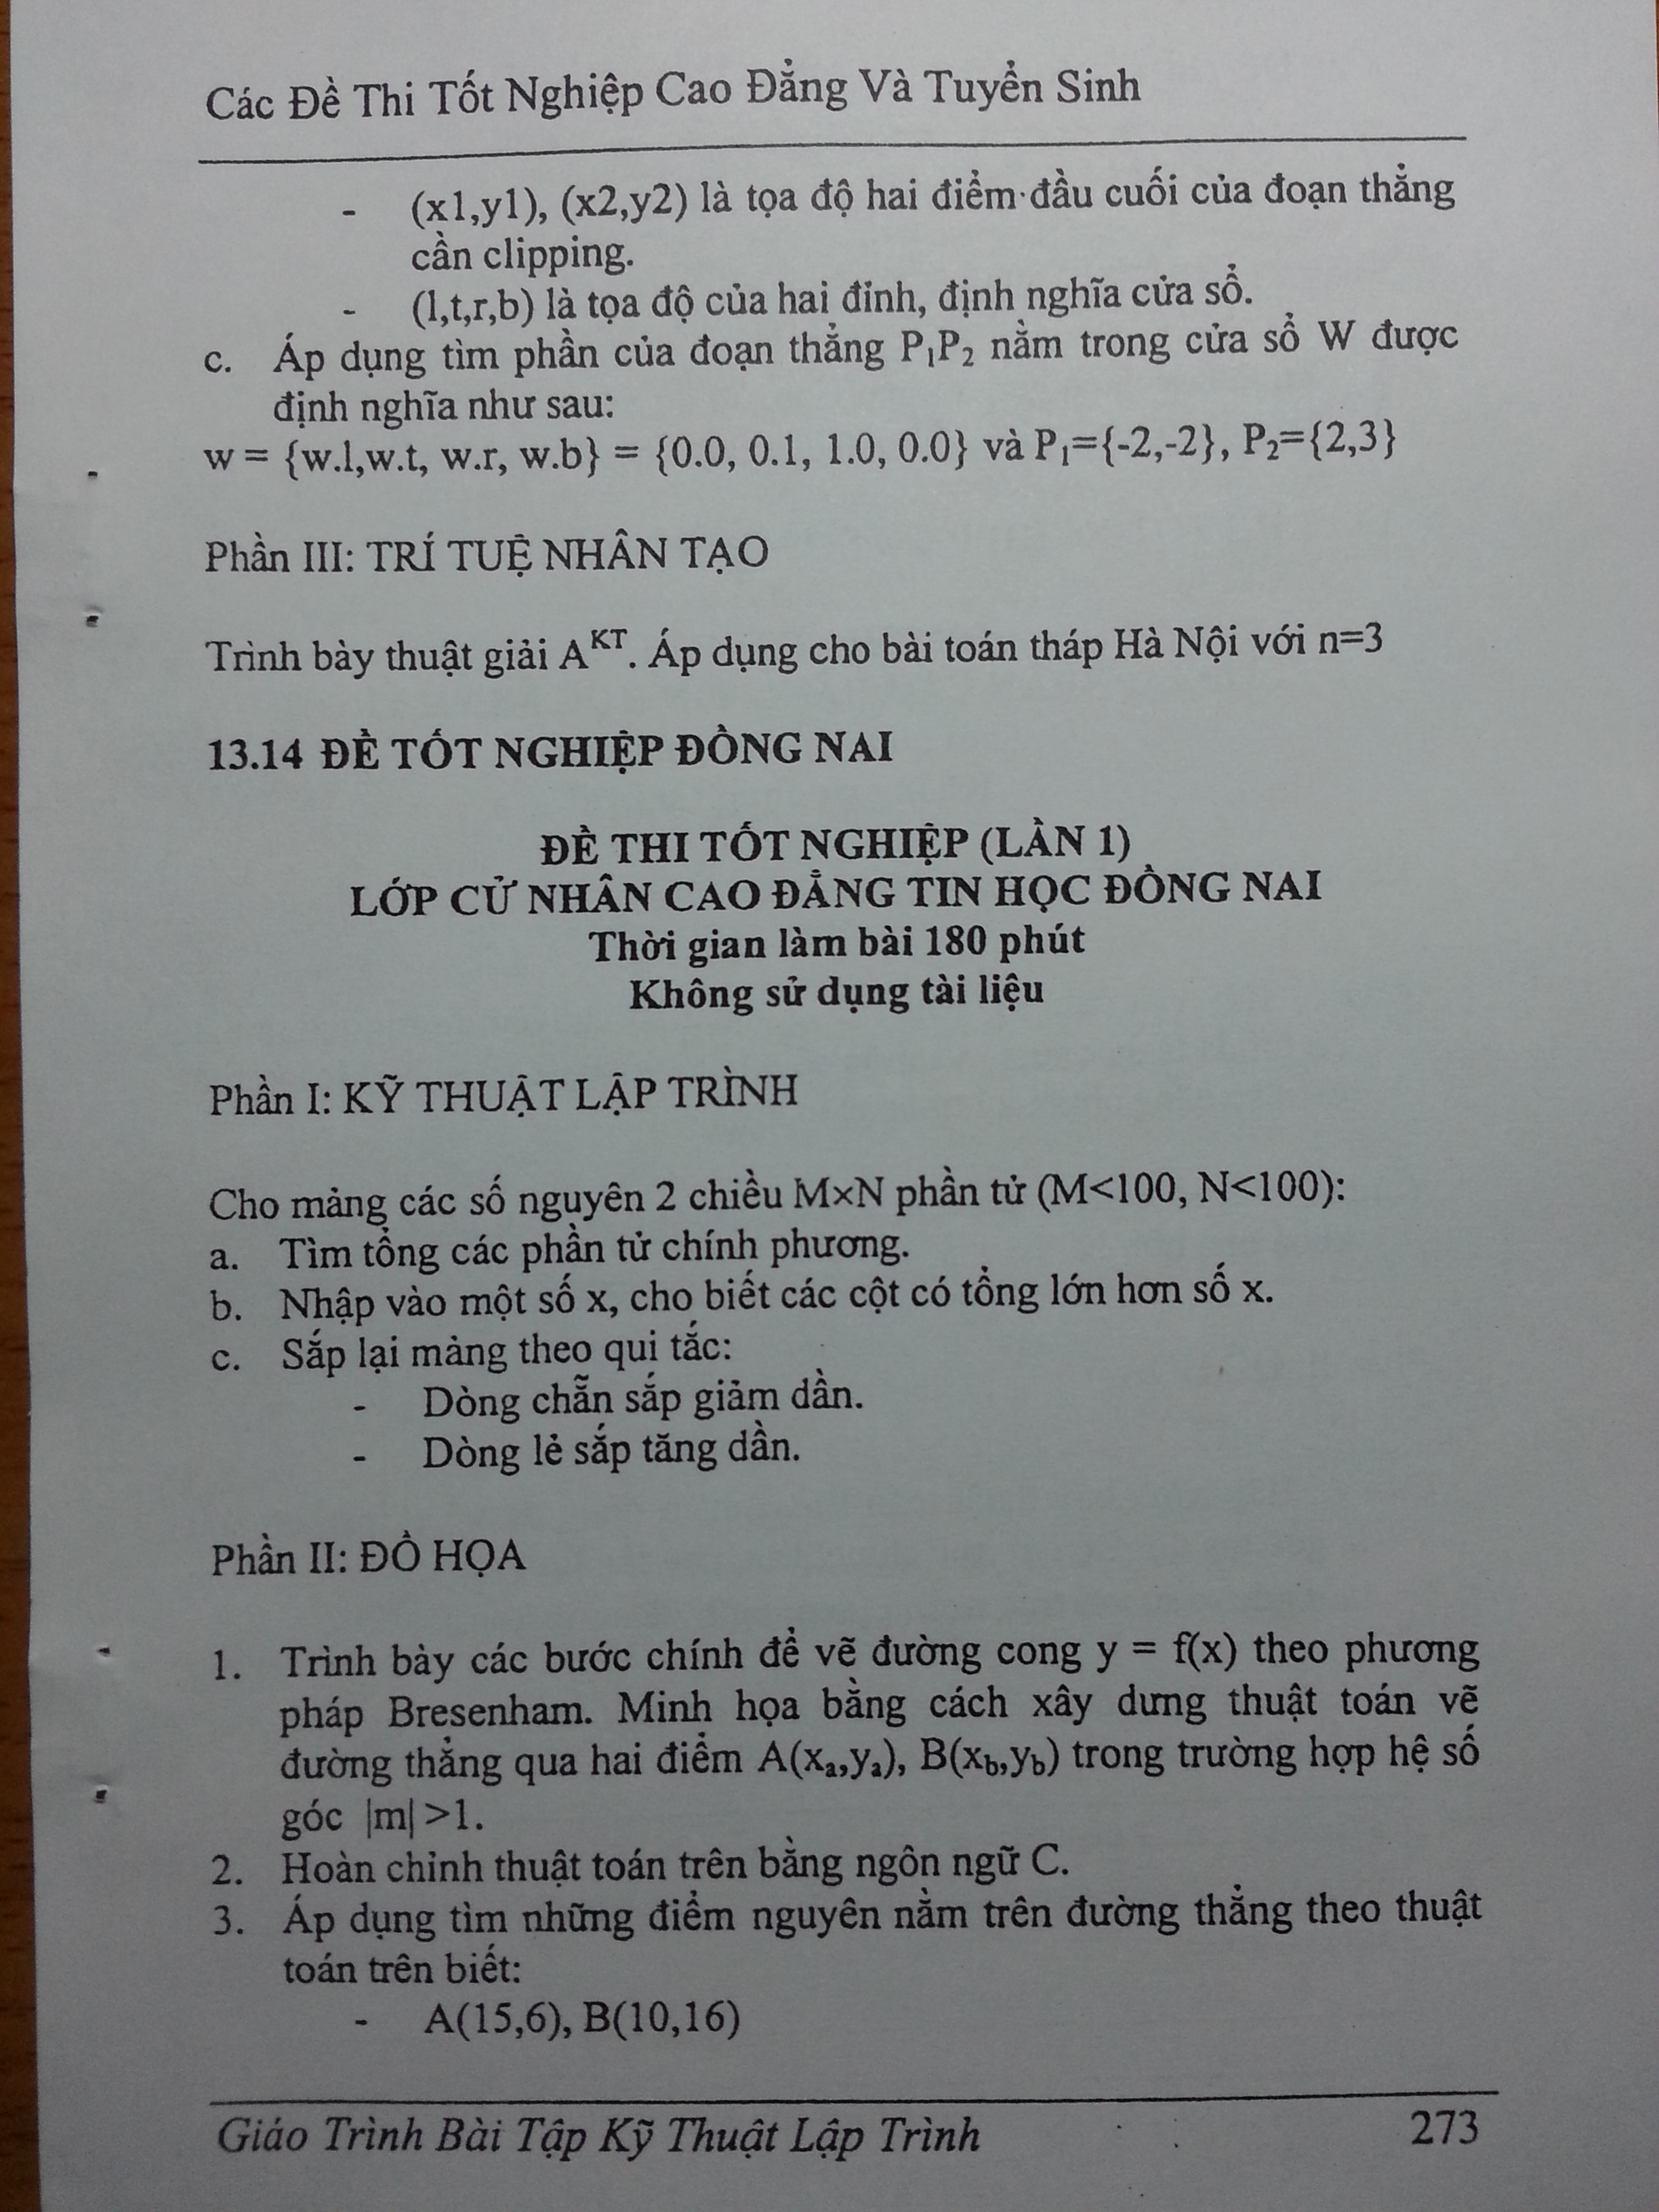 Các Đề Thi Tốt Nghiệp Cao Đẳng Và Tuyển Sinh
- (x1,y1), (x2,y2) là tọa độ hai điểm đầu cuối của đoạn thẳng
cần clipping.
- (l,t,r,b) là tọa độ của hai đỉnh, định nghĩa cửa sổ.
c. Áp dụng tìm phần của đoạn thẳng P₁P₂ nằm trong cửa sổ W được
định nghĩa như sau:
w = {w.l,w.t, w.r, w.b} = {0.0, 0.1, 1.0, 0.0} và P₁={-2,-2}, P₂={2,3}
Phần III: TRÍ TUỆ NHÂN TẠO
Trình bày thuật giải Aᴷᵀ. Áp dụng cho bài toán tháp Hà Nội với n=3
13.14 ĐỀ TỐT NGHIỆP ĐỒNG NAI
ĐỀ THI TỐT NGHIỆP (LẦN 1)
LỚP CỬ NHÂN CAO ĐẲNG TIN HỌC ĐỒNG NAI
Thời gian làm bài 180 phút
Không sử dụng tài liệu
Phần I: KỸ THUẬT LẬP TRÌNH
Cho mảng các số nguyên 2 chiều M×N phần tử (M<100, N<100):
a. Tìm tổng các phần tử chính phương.
b. Nhập vào một số x, cho biết các cột có tổng lớn hơn số x.
c. Sắp lại mảng theo qui tắc:
- Dòng chẵn sắp giảm dần.
- Dòng lẻ sắp tăng dần.
Phần II: ĐỒ HỌA
1. Trình bày các bước chính để vẽ đường cong y = f(x) theo phương
pháp Bresenham. Minh họa bằng cách xây dưng thuật toán vẽ
đường thẳng qua hai điểm A(xₐ,yₐ), B(x_b,y_b) trong trường hợp hệ số
góc |m| >1.
2. Hoàn chỉnh thuật toán trên bằng ngôn ngữ C.
3. Áp dụng tìm những điểm nguyên nằm trên đường thẳng theo thuật
toán trên biết:
- A(15,6), B(10,16)
Giáo Trình Bài Tập Kỹ Thuật Lập Trình 273